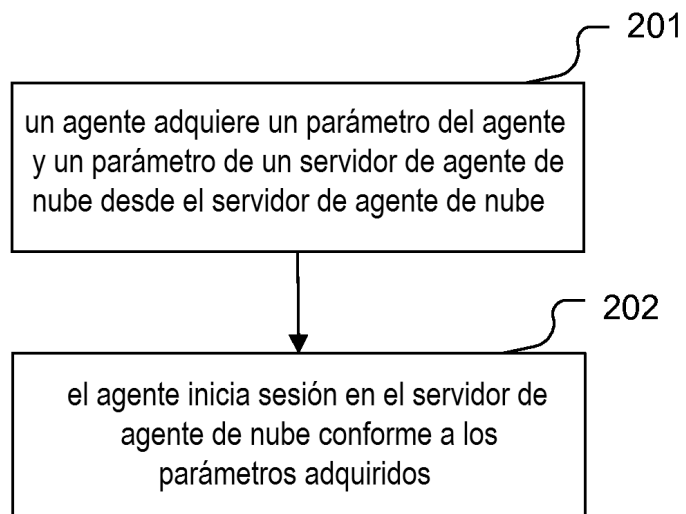 201
un agente adquiere un parámetro del agente
y un parámetro de un servidor de agente de
nube desde el servidor de agente de nube
202
el agente inicia sesión en el servidor de
agente de nube conforme a los
parámetros adquiridos